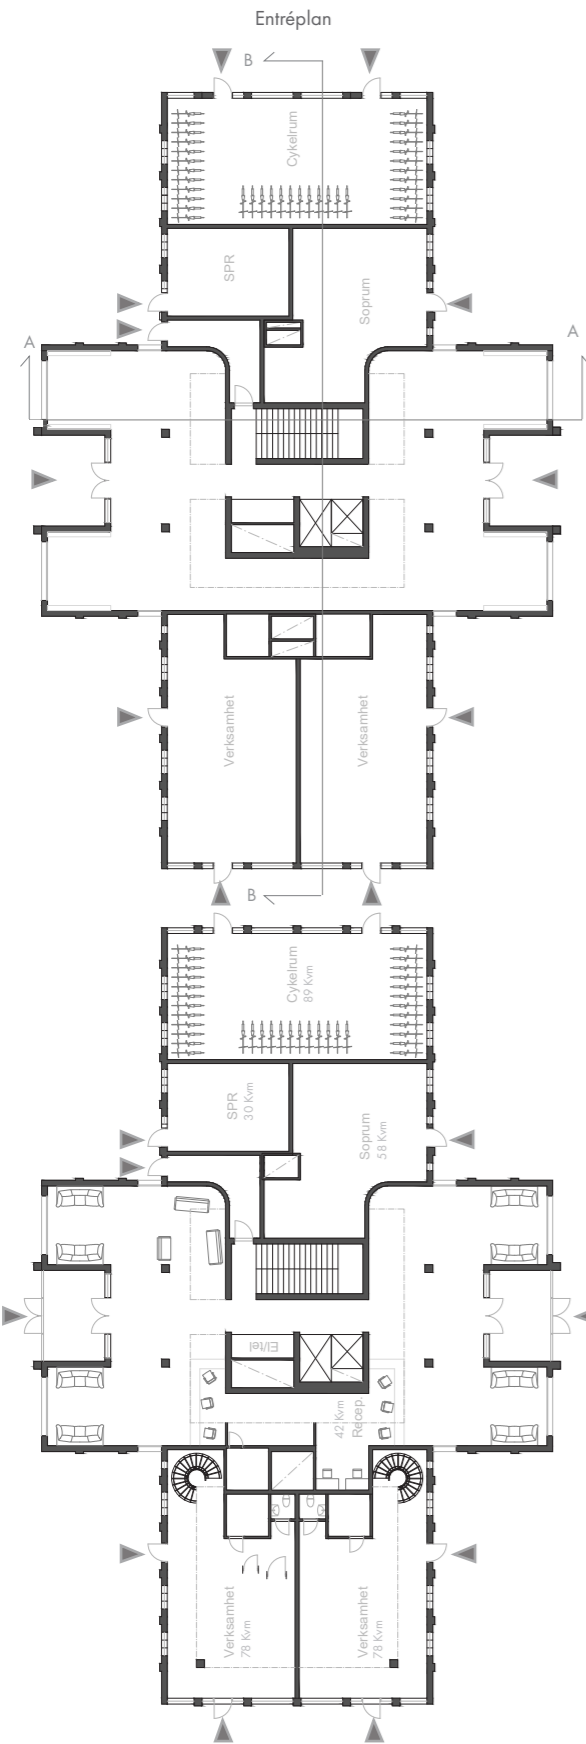 Entréplan
B
Cykelrum
SPR
Soprum
A
A
Verksamhet
Verksamhet
B
Cykelrum
89 Kvm
SPR
30 Kvm
Soprum
58 Kvm
El/tel
42 Kvm
Recep.
Verksamhet
78 Kvm
Verksamhet
78 Kvm